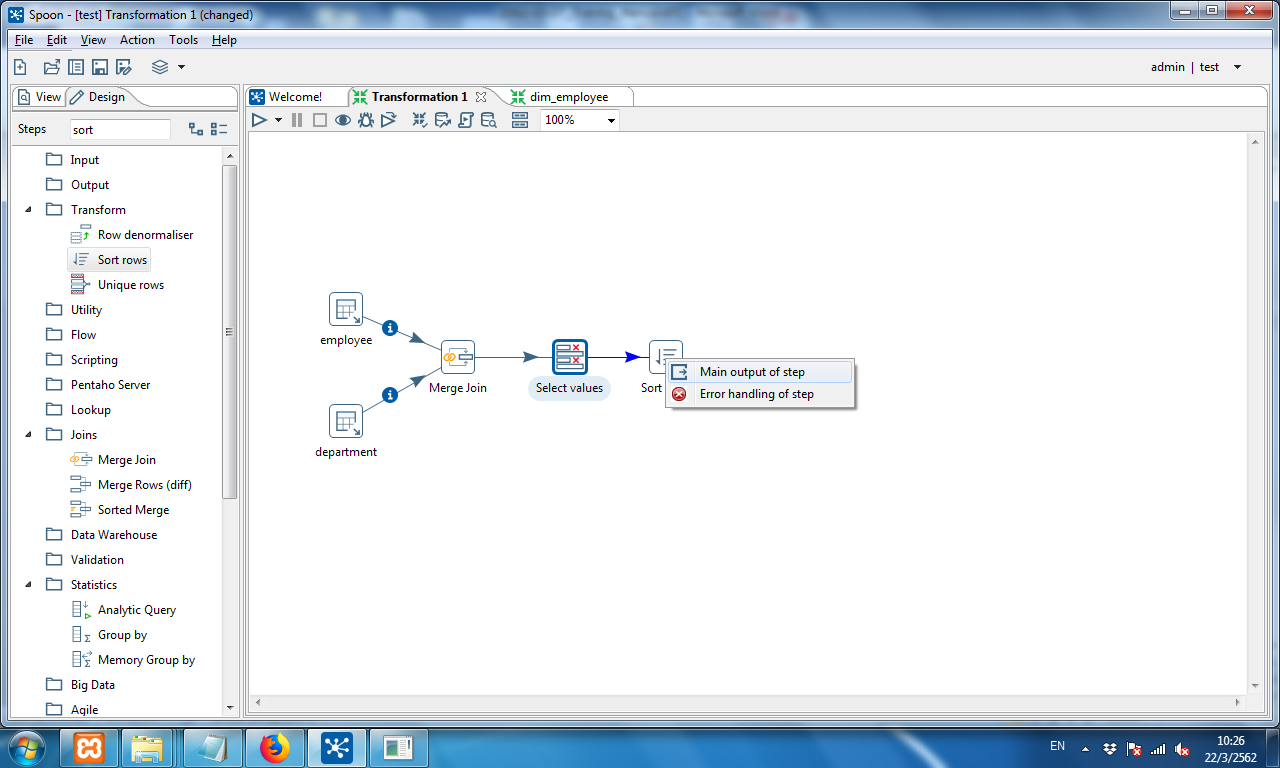 Spoon - [test] Transformation 1 (changed)
File Edit View Action Tools Help
admin | test
View Design
Welcome! Transformation 1 dim_employee
Steps sort
100%
Input
Output
Transform
Row denormaliser
Sort rows
Unique rows
Utility
Flow
Scripting
Pentaho Server
Lookup
Joins
Merge Join
Merge Rows (diff)
Sorted Merge
Data Warehouse
Validation
Statistics
Analytic Query
Group by
Memory Group by
Big Data
Agile
employee
department
Merge Join
Select values
Sort
Main output of step
Error handling of step
EN
10:26
22/3/2562